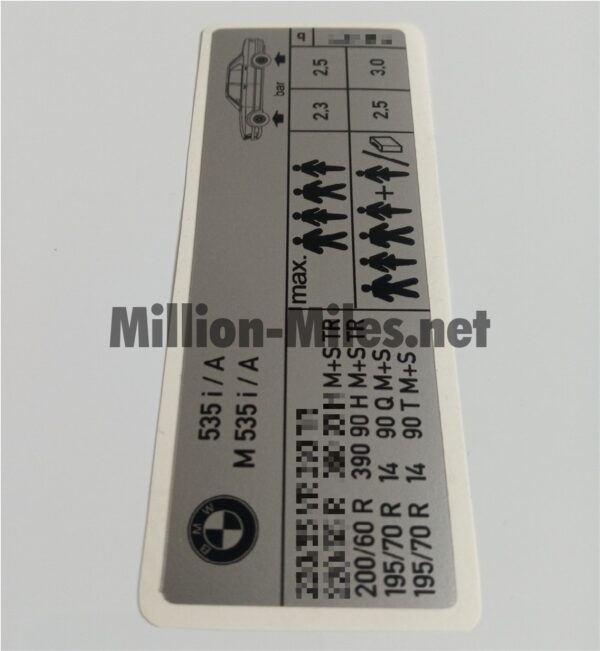 BMW
535 i / A
M 535 i / A
bar
max.
2,3 2,5
H M+S TR
200/60 R 390 90 H M+S TR
195/70 R 14 90 Q M+S
195/70 R 14 90 T M+S
+ /
2,5 3,0
Million-Miles.net